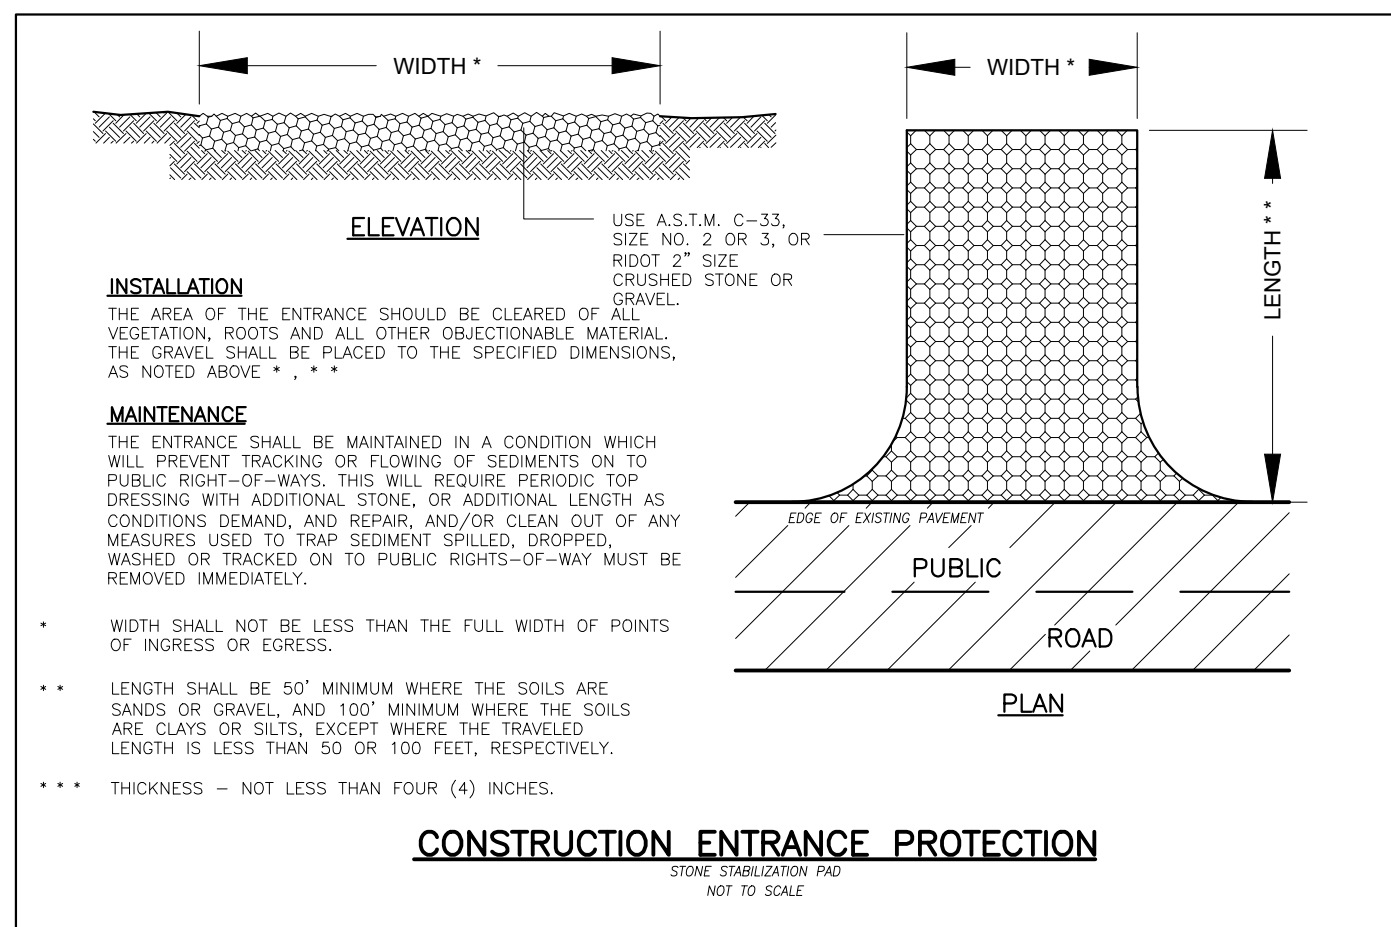 WIDTH *
WIDTH *
LENGTH * *
ELEVATION
USE A.S.T.M. C-33,
SIZE NO. 2 OR 3, OR
RIDOT 2" SIZE
CRUSHED STONE OR
GRAVEL.
INSTALLATION
THE AREA OF THE ENTRANCE SHOULD BE CLEARED OF ALL
VEGETATION, ROOTS AND ALL OTHER OBJECTIONABLE MATERIAL.
THE GRAVEL SHALL BE PLACED TO THE SPECIFIED DIMENSIONS,
AS NOTED ABOVE * , * *
MAINTENANCE
THE ENTRANCE SHALL BE MAINTAINED IN A CONDITION WHICH
WILL PREVENT TRACKING OR FLOWING OF SEDIMENTS ON TO
PUBLIC RIGHT-OF-WAYS. THIS WILL REQUIRE PERIODIC TOP
DRESSING WITH ADDITIONAL STONE, OR ADDITIONAL LENGTH AS
CONDITIONS DEMAND, AND REPAIR, AND/OR CLEAN OUT OF ANY
MEASURES USED TO TRAP SEDIMENT SPILLED, DROPPED,
WASHED OR TRACKED ON TO PUBLIC RIGHTS-OF-WAY MUST BE
REMOVED IMMEDIATELY.
* WIDTH SHALL NOT BE LESS THAN THE FULL WIDTH OF POINTS
OF INGRESS OR EGRESS.
* * LENGTH SHALL BE 50' MINIMUM WHERE THE SOILS ARE
SANDS OR GRAVEL, AND 100' MINIMUM WHERE THE SOILS
ARE CLAYS OR SILTS, EXCEPT WHERE THE TRAVELED
LENGTH IS LESS THAN 50 OR 100 FEET, RESPECTIVELY.
* * * THICKNESS – NOT LESS THAN FOUR (4) INCHES.
EDGE OF EXISTING PAVEMENT
PUBLIC
ROAD
PLAN
CONSTRUCTION ENTRANCE PROTECTION
STONE STABILIZATION PAD
NOT TO SCALE